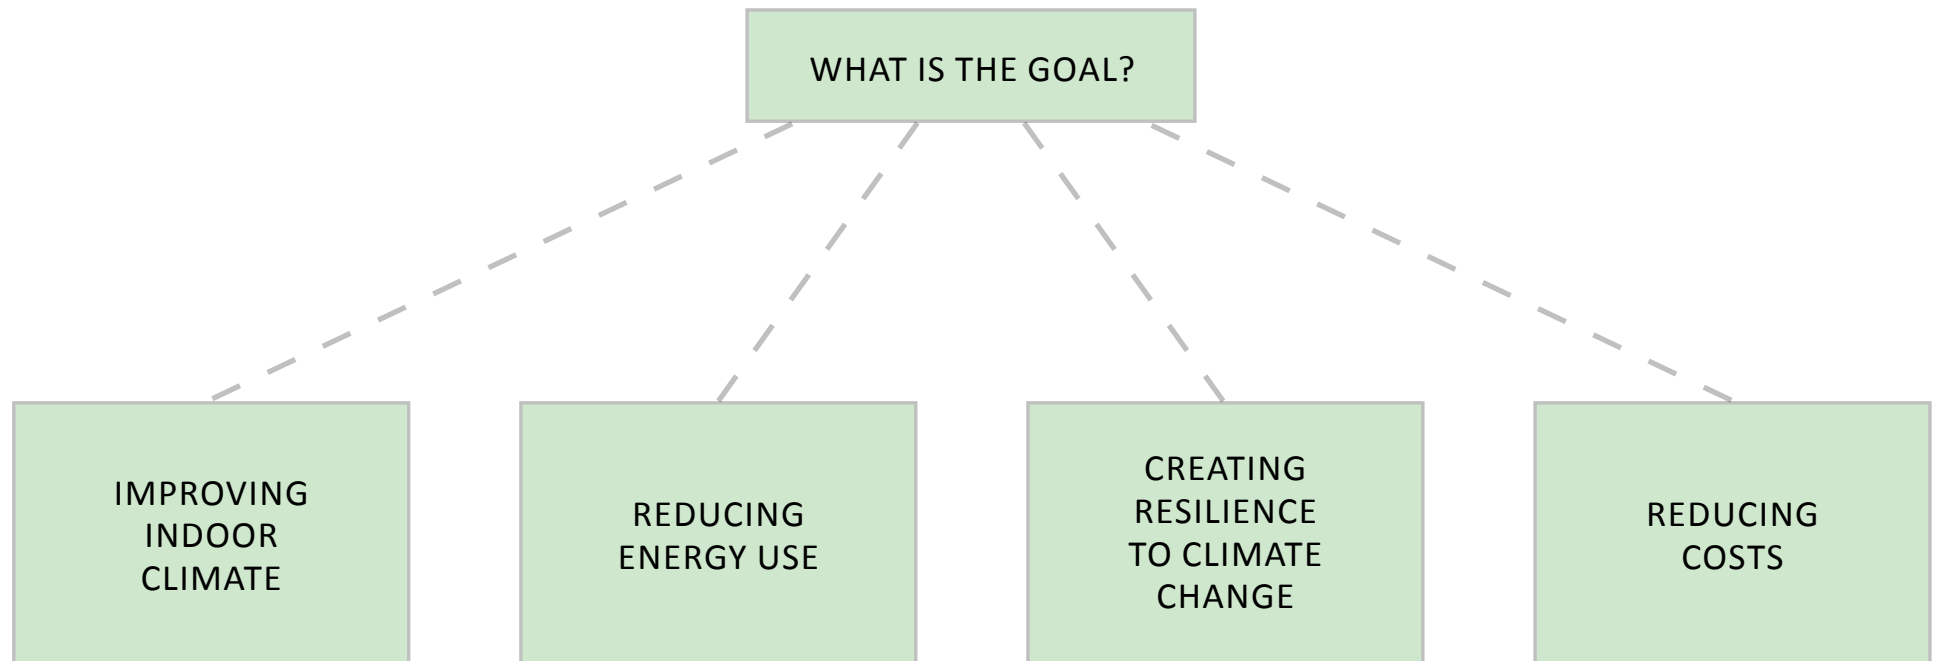 WHAT IS THE GOAL?
IMPROVING
INDOOR
CLIMATE
REDUCING
ENERGY USE
CREATING
RESILIENCE
TO CLIMATE
CHANGE
REDUCING
COSTS